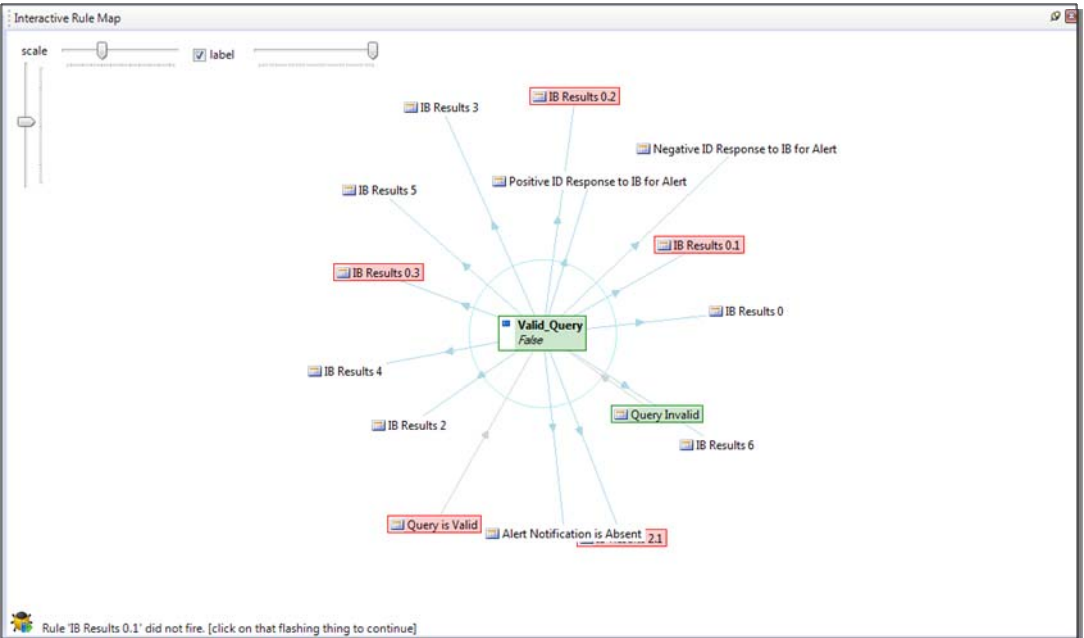 Interactive Rule Map
scale
label
IB Results 0.2
IB Results 3
Negative ID Response to IB for Alert
Positive ID Response to IB for Alert
IB Results 5
IB Results 0.1
IB Results 0.3
IB Results 0
Valid_Query
False
IB Results 4
Query Invalid
IB Results 2
IB Results 6
Query is Valid
Alert Notification is Absent
2.1
Rule 'IB Results 0.1' did not fire. [click on that flashing thing to continue]